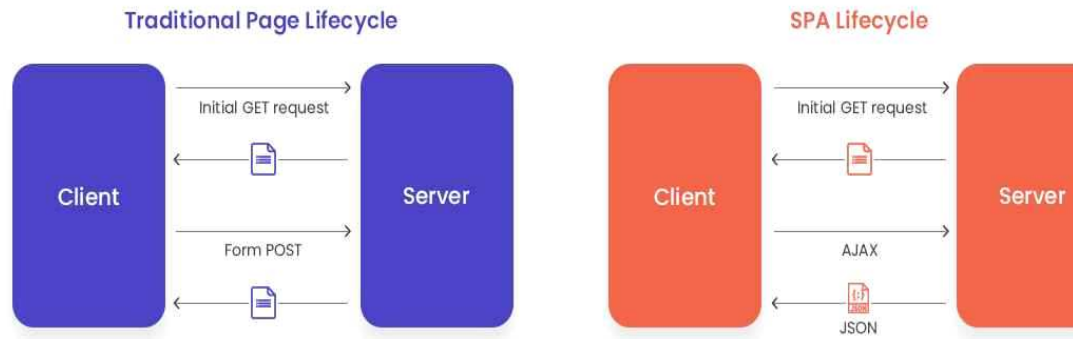 Traditional Page Lifecycle
Client
Initial GET request
Form POST
Server
SPA Lifecycle
Client
Initial GET request
AJAX
{;}
JSON
JSON
Server